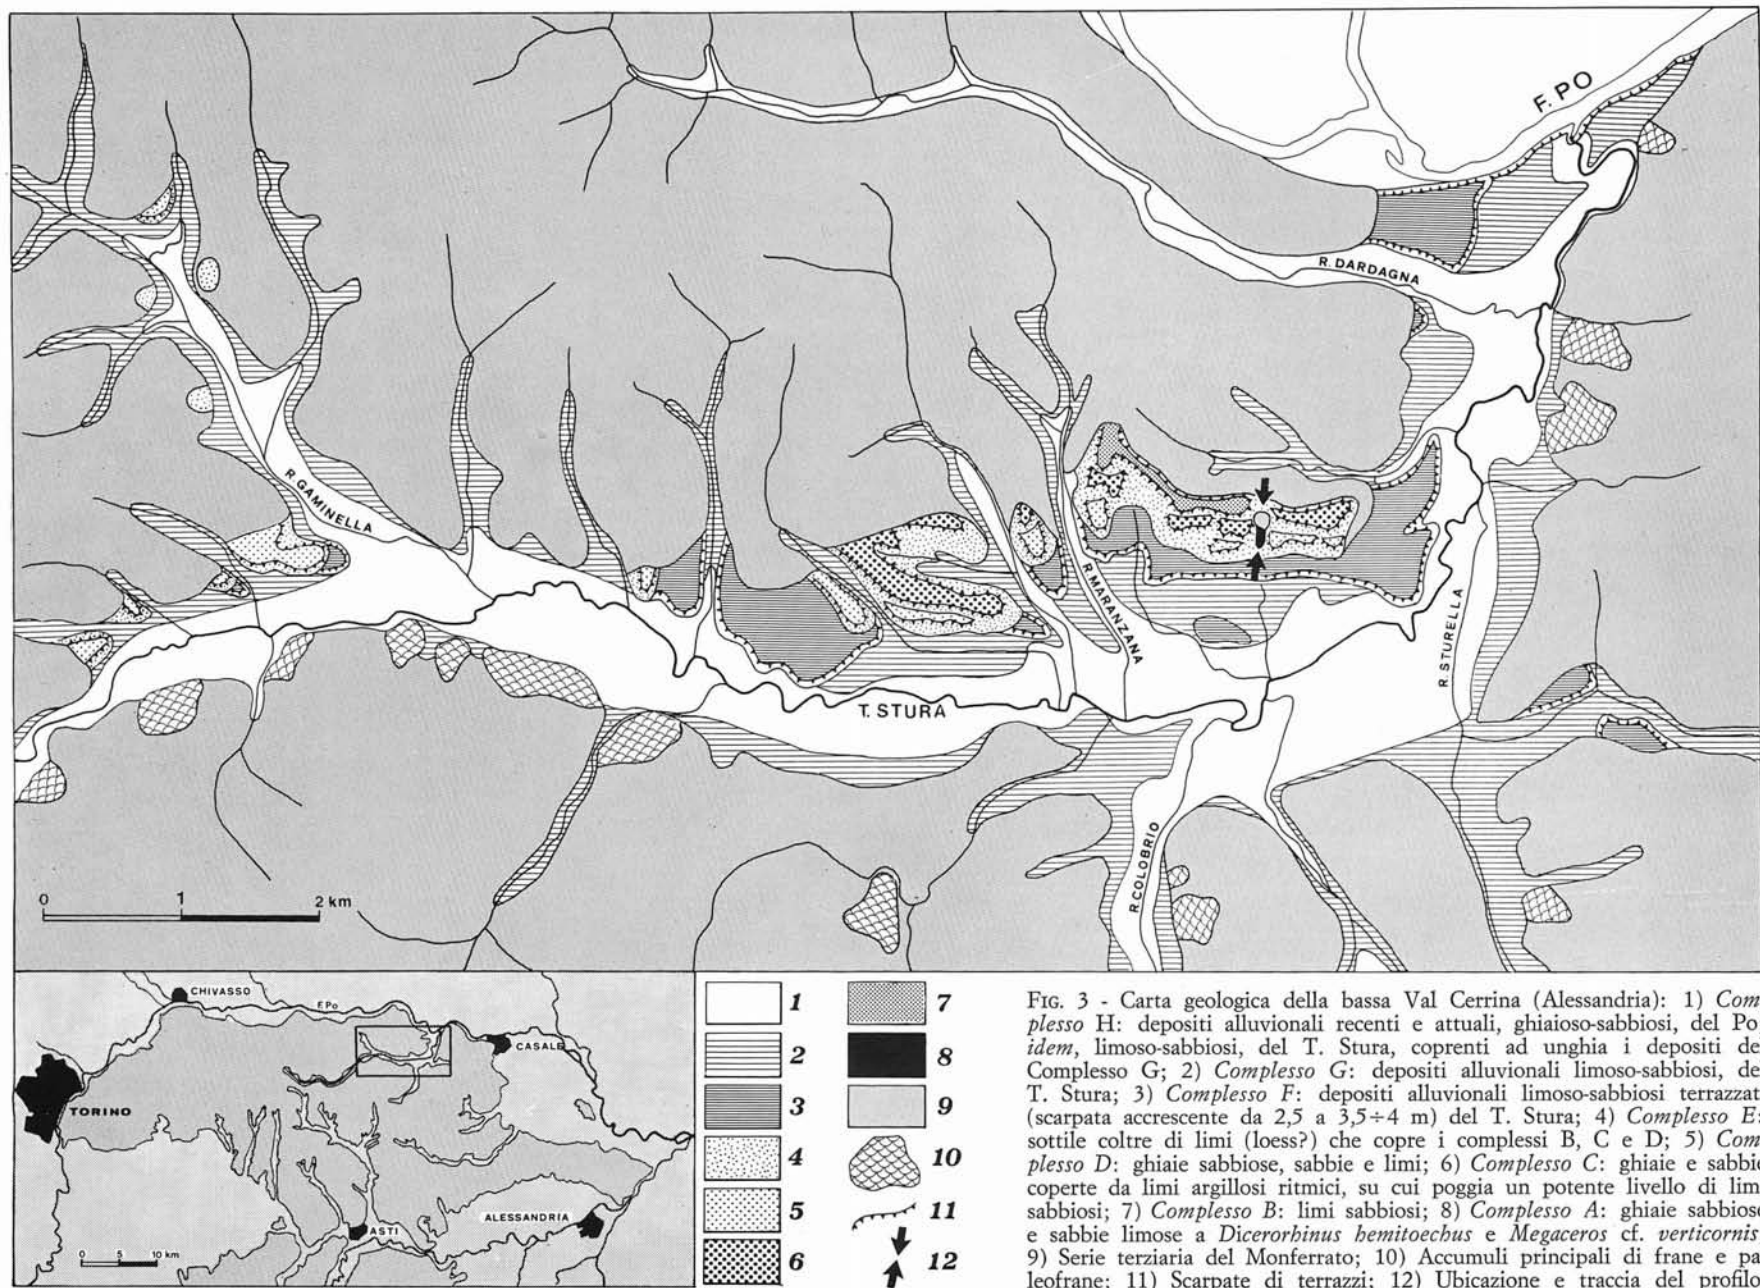 F. PO
R. DARDAGNA
R. GAMINELLA
R. MARANZANA
R. STURELLA
T. STURA
R. COLOBRIO
0 1 2 km
CHIVASSO
F. Po
CASALE
TORINO
ASTI
ALESSANDRIA
0 5 10 km
1
2
3
4
5
6
7
8
9
10
11
12
FIG. 3 - Carta geologica della bassa Val Cerrina (Alessandria): 1) Com
plesso H: depositi alluvionali recenti e attuali, ghiaioso-sabbiosi, del Po
idem, limoso-sabbiosi, del T. Stura, coprenti ad unghia i depositi de
Complesso G; 2) Complesso G: depositi alluvionali limoso-sabbiosi, de
T. Stura; 3) Complesso F: depositi alluvionali limoso-sabbiosi terrazzat
(scarpata accrescente da 2,5 a 3,5÷4 m) del T. Stura; 4) Complesso E:
sottile coltre di limi (loess?) che copre i complessi B, C e D; 5) Com
plesso D: ghiaie sabbiose, sabbie e limi; 6) Complesso C: ghiaie e sabbie
coperte da limi argillosi ritmici, su cui poggia un potente livello di lim
sabbiosi; 7) Complesso B: limi sabbiosi; 8) Complesso A: ghiaie sabbiose
e sabbie limose a Dicerorhinus hemitoechus e Megaceros cf. verticornis
9) Serie terziaria del Monferrato; 10) Accumuli principali di frane e pa
leofrane; 11) Scarpate di terrazzi; 12) Ubicazione e traccia del profil